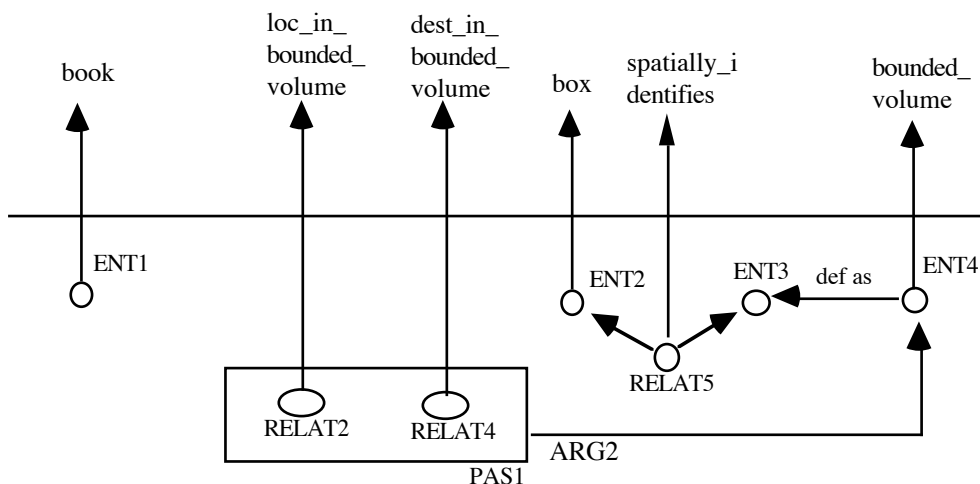 book
loc_in_
bounded_
volume
dest_in_
bounded_
volume
box
spatially_i
dentifies
bounded_
volume
ENT1
ENT2
ENT3
def as
ENT4
RELAT5
RELAT2
RELAT4
ARG2
PAS1